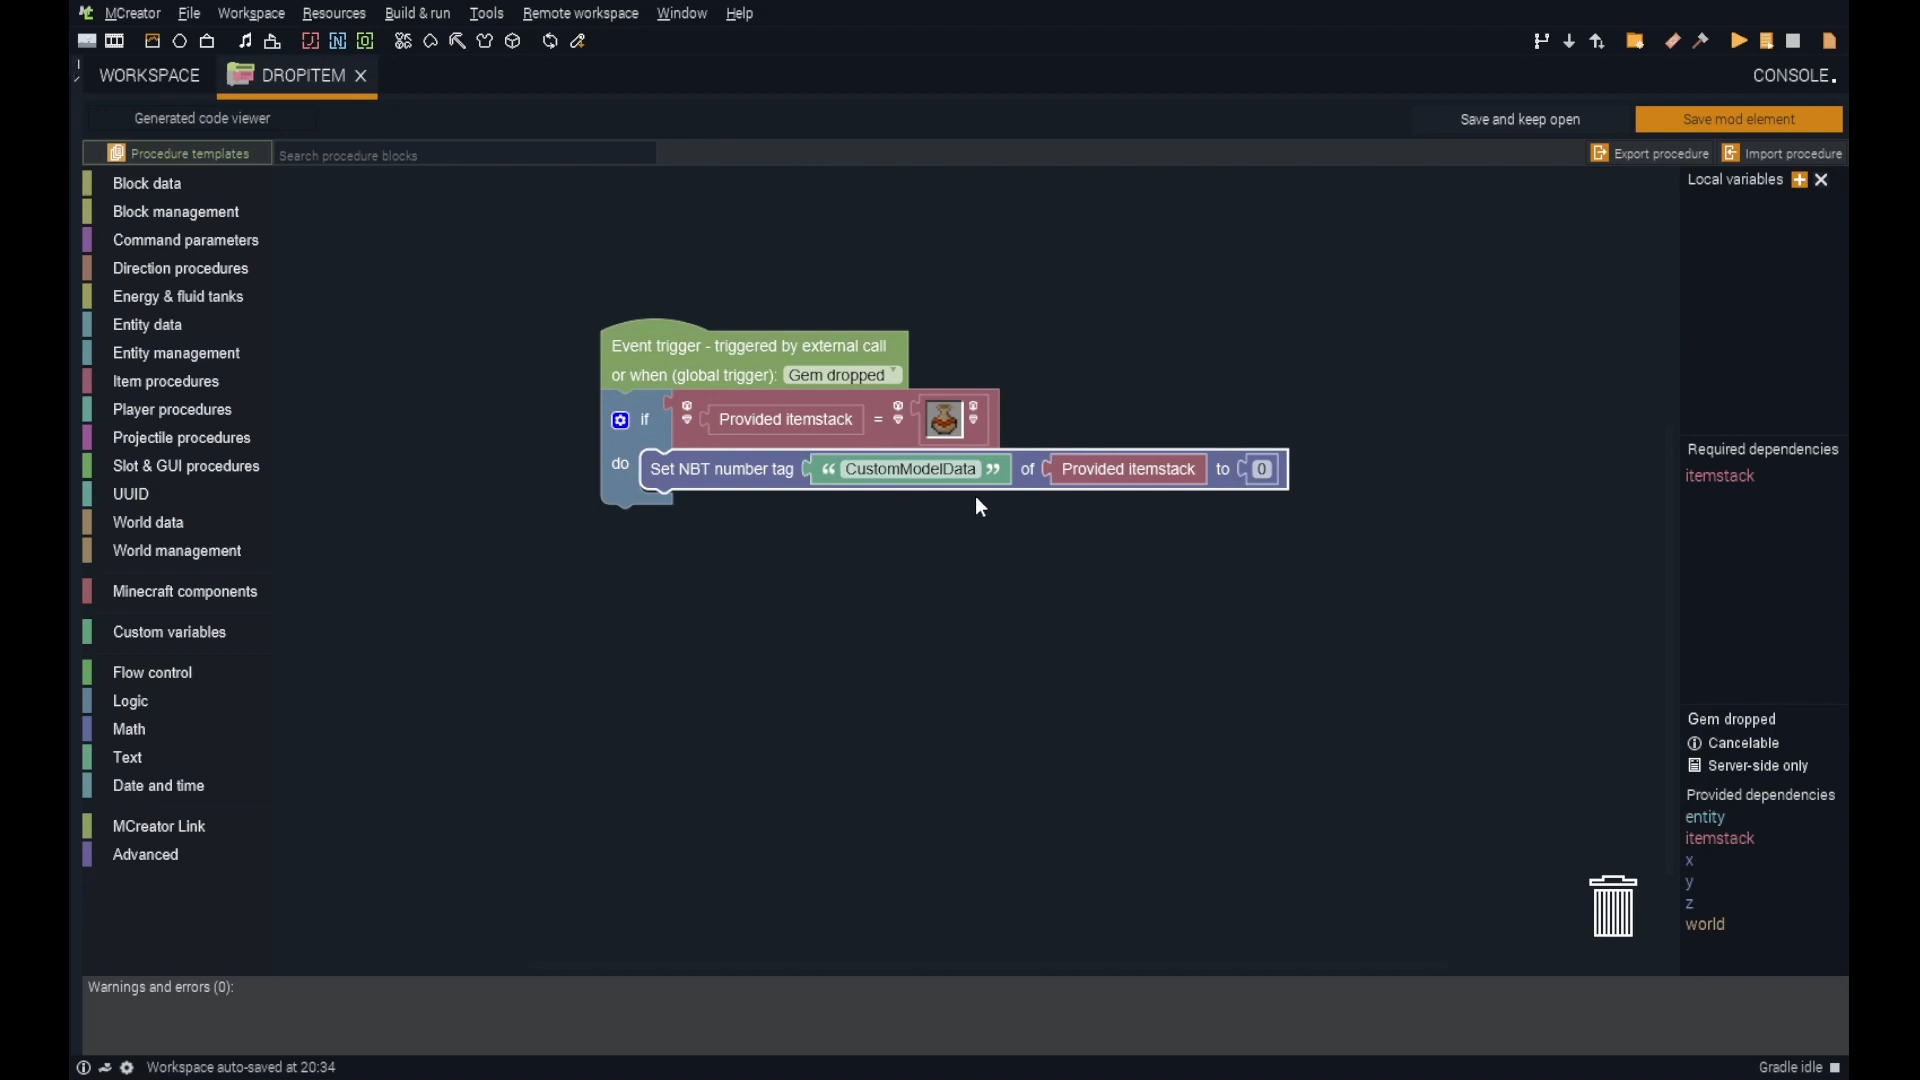 MCreator File Workspace Resources Build & run Tools Remote workspace Window Help
WORKSPACE DROPITEM CONSOLE
Generated code viewer Save and keep open Save mod element
Procedure templates Search procedure blocks Export procedure Import procedure
Block data Local variables
Block management
Command parameters
Direction procedures
Energy & fluid tanks
Entity data
Entity management
Item procedures
Player procedures
Projectile procedures
Slot & GUI procedures
UUID
World data
World management
Minecraft components
Custom variables
Flow control
Logic
Math
Text
Date and time
MCreator Link
Advanced
Event trigger - triggered by external call
or when (global trigger): Gem dropped
if Provided itemstack =
do Set NBT number tag “ CustomModelData ” of Provided itemstack to 0
Required dependencies
itemstack
Gem dropped
Cancelable
Server-side only
Provided dependencies
entity
itemstack
x
y
z
world
Warnings and errors (0):
Workspace auto-saved at 20:34 Gradle idle